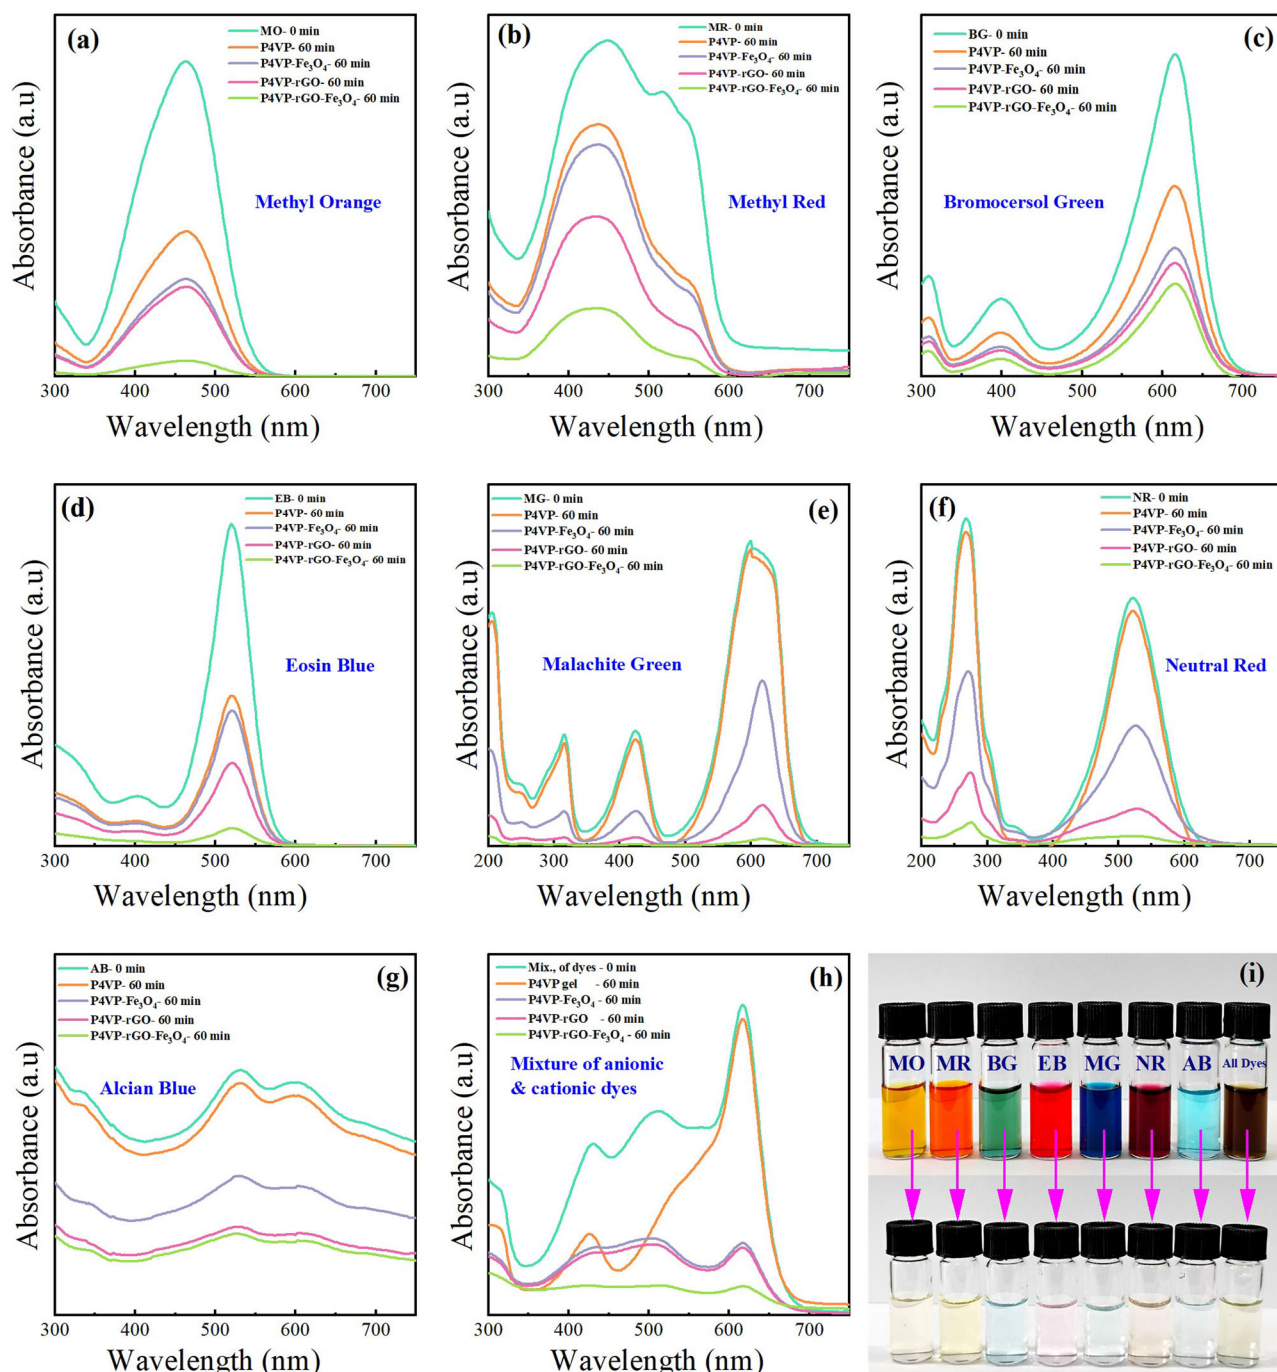 (a)
MO- 0 min
P4VP- 60 min
P4VP-Fe₃O₄- 60 min
P4VP-rGO- 60 min
P4VP-rGO-Fe₃O₄- 60 min
Methyl Orange
Absorbance (a.u)
300 400 500 600 700
Wavelength (nm)
(b)
MR- 0 min
P4VP- 60 min
P4VP-Fe₃O₄- 60 min
P4VP-rGO- 60 min
P4VP-rGO-Fe₃O₄- 60 min
Methyl Red
Absorbance (a.u)
300 400 500 600 700
Wavelength (nm)
(c)
BG- 0 min
P4VP- 60 min
P4VP-Fe₃O₄- 60 min
P4VP-rGO- 60 min
P4VP-rGO-Fe₃O₄- 60 min
Bromocersol Green
Absorbance (a.u)
300 400 500 600 700
Wavelength (nm)
(d)
EB- 0 min
P4VP- 60 min
P4VP-Fe₃O₄- 60 min
P4VP-rGO- 60 min
P4VP-rGO-Fe₃O₄- 60 min
Eosin Blue
Absorbance (a.u)
300 400 500 600 700
Wavelength (nm)
(e)
MG- 0 min
P4VP- 60 min
P4VP-Fe₃O₄- 60 min
P4VP-rGO- 60 min
P4VP-rGO-Fe₃O₄- 60 min
Malachite Green
Absorbance (a.u)
200 300 400 500 600 700
Wavelength (nm)
(f)
NR- 0 min
P4VP- 60 min
P4VP-Fe₃O₄- 60 min
P4VP-rGO- 60 min
P4VP-rGO-Fe₃O₄- 60 min
Neutral Red
Absorbance (a.u)
200 300 400 500 600 700
Wavelength (nm)
(g)
AB- 0 min
P4VP- 60 min
P4VP-Fe₃O₄- 60 min
P4VP-rGO- 60 min
P4VP-rGO-Fe₃O₄- 60 min
Alcian Blue
Absorbance (a.u)
300 400 500 600 700
Wavelength (nm)
(h)
Mix., of dyes - 0 min
P4VP gel - 60 min
P4VP-Fe₃O₄ - 60 min
P4VP-rGO - 60 min
P4VP-rGO-Fe₃O₄ - 60 min
Mixture of anionic
& cationic dyes
Absorbance (a.u)
300 400 500 600 700
Wavelength (nm)
(i)
MO MR BG EB MG NR AB All Dyes